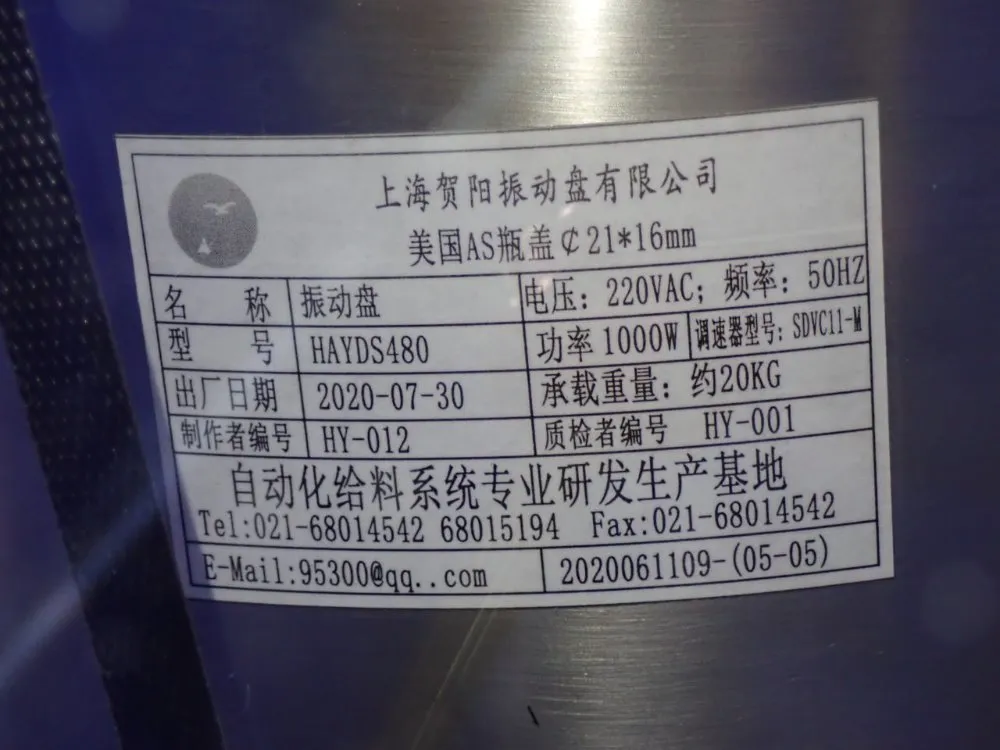 上海贺阳振动盘有限公司
美国AS瓶盖¢21*16mm
名 称 振动盘 电压：220VAC；频率：50HZ
型 号 HAYDS480 功率1000W 调速器型号：SDVC11-M
出厂日期 2020-07-30 承载重量：约20KG
制作者编号 HY-012 质检者编号 HY-001
自动化给料系统专业研发生产基地
Tel:021-68014542 68015194 Fax:021-68014542
E-Mail:95300@qq..com 2020061109-(05-05)